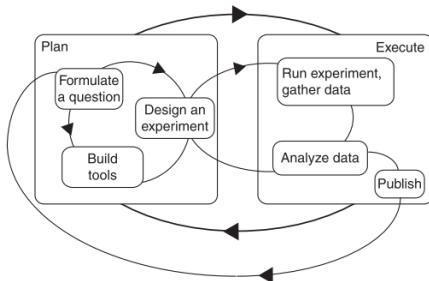 Plan
Execute
Formulate
a question
Design an
experiment
Build
tools
Run experiment,
gather data
Analyze data
Publish